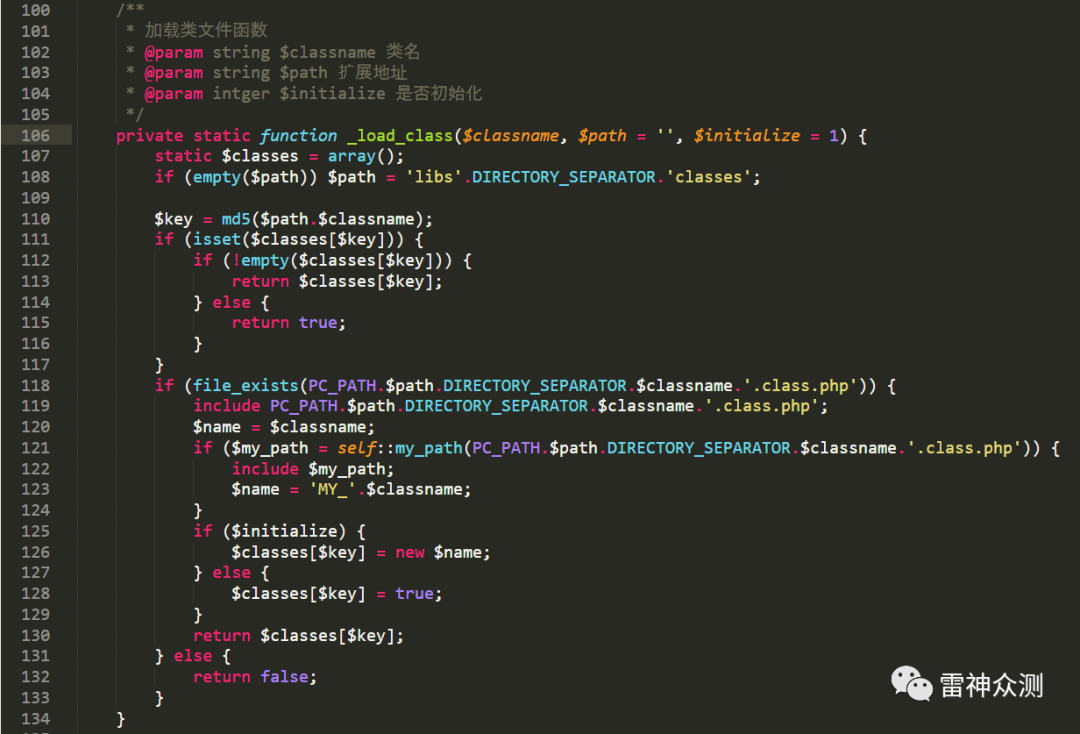 100 /**
101  * 加载类文件函数
102  * @param string $classname 类名
103  * @param string $path 扩展地址
104  * @param intger $initialize 是否初始化
105  */
106 private static function _load_class($classname, $path = '', $initialize = 1) {
107     static $classes = array();
108     if (empty($path)) $path = 'libs'.DIRECTORY_SEPARATOR.'classes';
109
110     $key = md5($path.$classname);
111     if (isset($classes[$key])) {
112         if (!empty($classes[$key])) {
113             return $classes[$key];
114         } else {
115             return true;
116         }
117     }
118     if (file_exists(PC_PATH.$path.DIRECTORY_SEPARATOR.$classname.'.class.php')) {
119         include PC_PATH.$path.DIRECTORY_SEPARATOR.$classname.'.class.php';
120         $name = $classname;
121         if ($my_path = self::my_path(PC_PATH.$path.DIRECTORY_SEPARATOR.$classname.'.class.php')) {
122             include $my_path;
123             $name = 'MY_'.$classname;
124         }
125         if ($initialize) {
126             $classes[$key] = new $name;
127         } else {
128             $classes[$key] = true;
129         }
130         return $classes[$key];
131     } else {
132         return false;
133     }
134 }
雷神众测